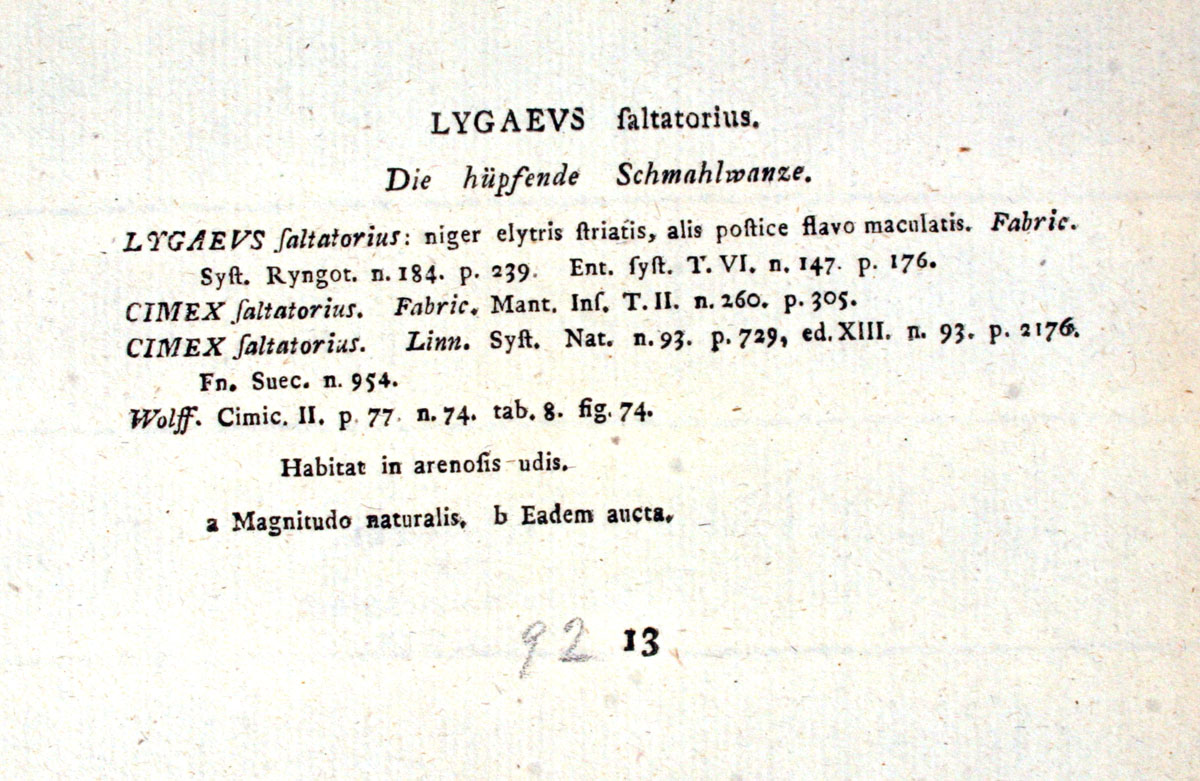 LYGAEVS ſaltatorius.
Die hüpfende Schmahlwanze.
LYGAEVS ſaltatorius: niger elytris ſtriatis, alis poſtice flavo maculatis. Fabric.
Syſt. Ryngot. n. 184. p. 239. Ent. ſyſt. T. VI. n. 147. p. 176.
CIMEX ſaltatorius. Fabric. Mant. Inſ. T. II. n. 260. p. 305.
CIMEX ſaltatorius. Linn. Syſt. Nat. n. 93. p. 729, ed. XIII. n. 93. p. 2176.
Fn. Suec. n. 954.
Wolff. Cimic. II. p. 77. n. 74. tab. 8. fig. 74.
Habitat in arenoſis udis.
a Magnitudo naturalis. b Eadem aucta.
92 13